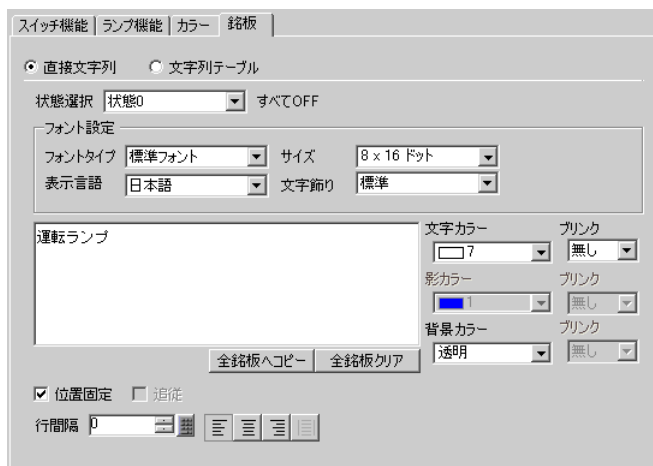 スイッチ機能 ランプ機能 カラー 銘板
直接文字列 文字列テーブル
状態選択 状態0 すべてOFF
フォント設定
フォントタイプ 標準フォント サイズ 8 x 16 ドット
表示言語 日本語 文字飾り 標準
運転ランプ
文字カラー ブリンク
7 無し
影カラー ブリンク
1 無し
背景カラー ブリンク
透明 無し
全銘板へコピー 全銘板クリア
位置固定 追従
行間隔 0